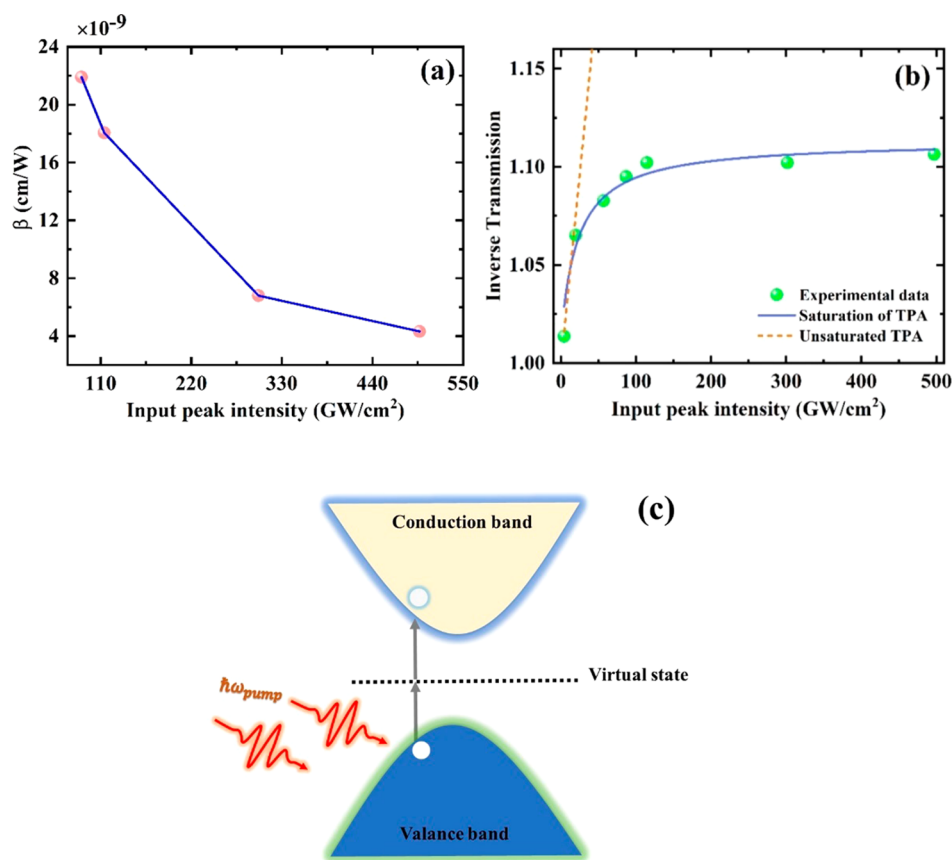 ×10⁻⁹
(a)
24
20
16
12
8
4
β (cm/W)
110 220 330 440 550
Input peak intensity (GW/cm²)
(b)
1.15
1.10
1.05
1.00
Inverse Transmission
Experimental data
Saturation of TPA
Unsaturated TPA
0 100 200 300 400 500
Input peak intensity (GW/cm²)
(c)
Conduction band
Virtual state
ℏω_pump
Valance band